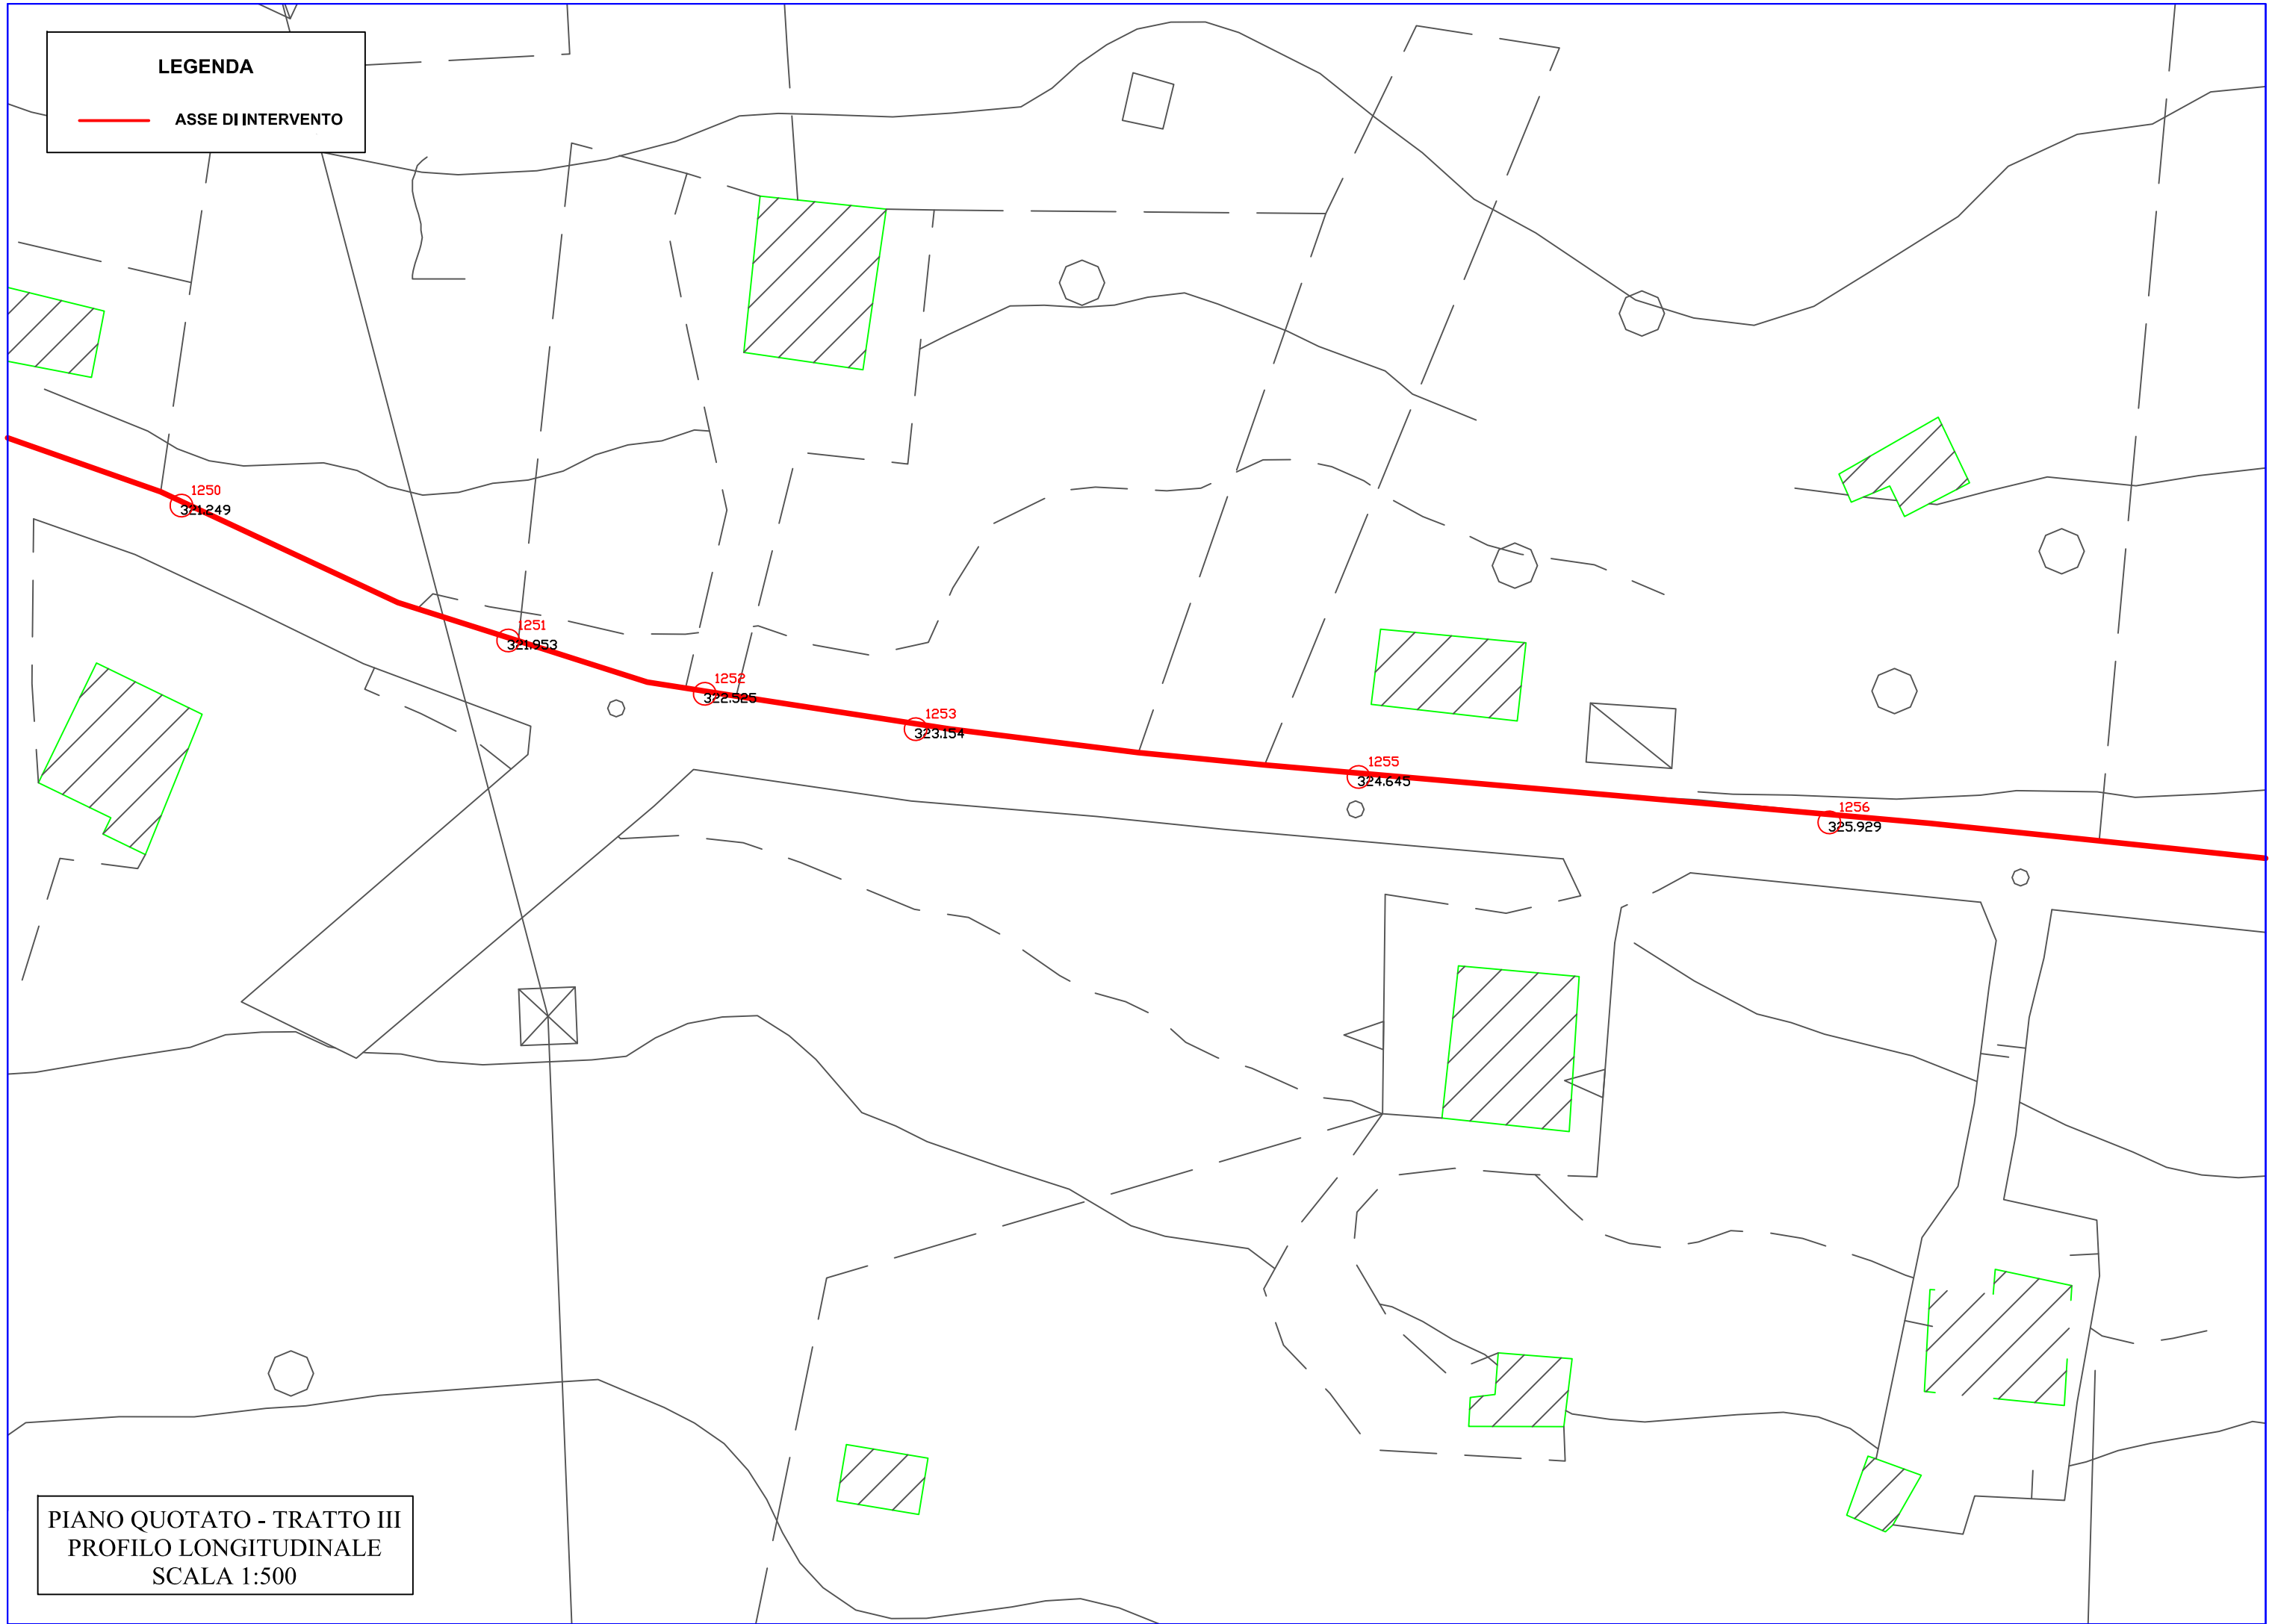 LEGENDA
ASSE DI INTERVENTO
1250
321.249
1251
321.953
1252
322.525
1253
323.154
1255
324.645
1256
325.929
PIANO QUOTATO - TRATTO III
PROFILO LONGITUDINALE
SCALA 1:500